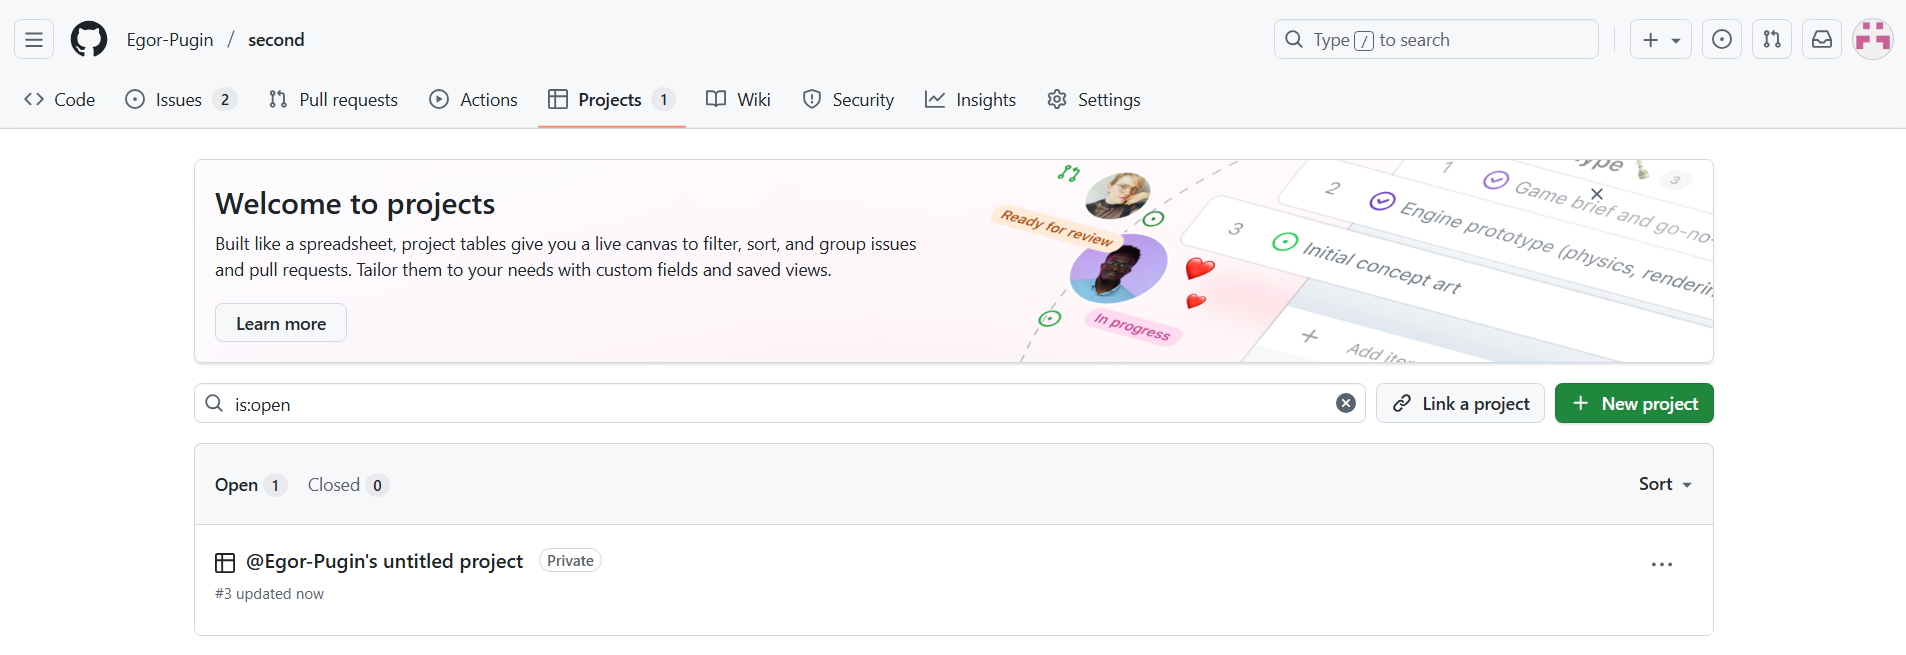 Egor-Pugin / second
Type / to search
Code
Issues 2
Pull requests
Actions
Projects 1
Wiki
Security
Insights
Settings
Welcome to projects
Built like a spreadsheet, project tables give you a live canvas to filter, sort, and group issues
and pull requests. Tailor them to your needs with custom fields and saved views.
Learn more
Ready for review
In progress
3
1 Game brief and go-no-
2 Engine prototype (physics, renderin
3 Initial concept art
+ Add ite
is:open
Link a project
New project
Open 1
Closed 0
Sort
@Egor-Pugin's untitled project Private
#3 updated now